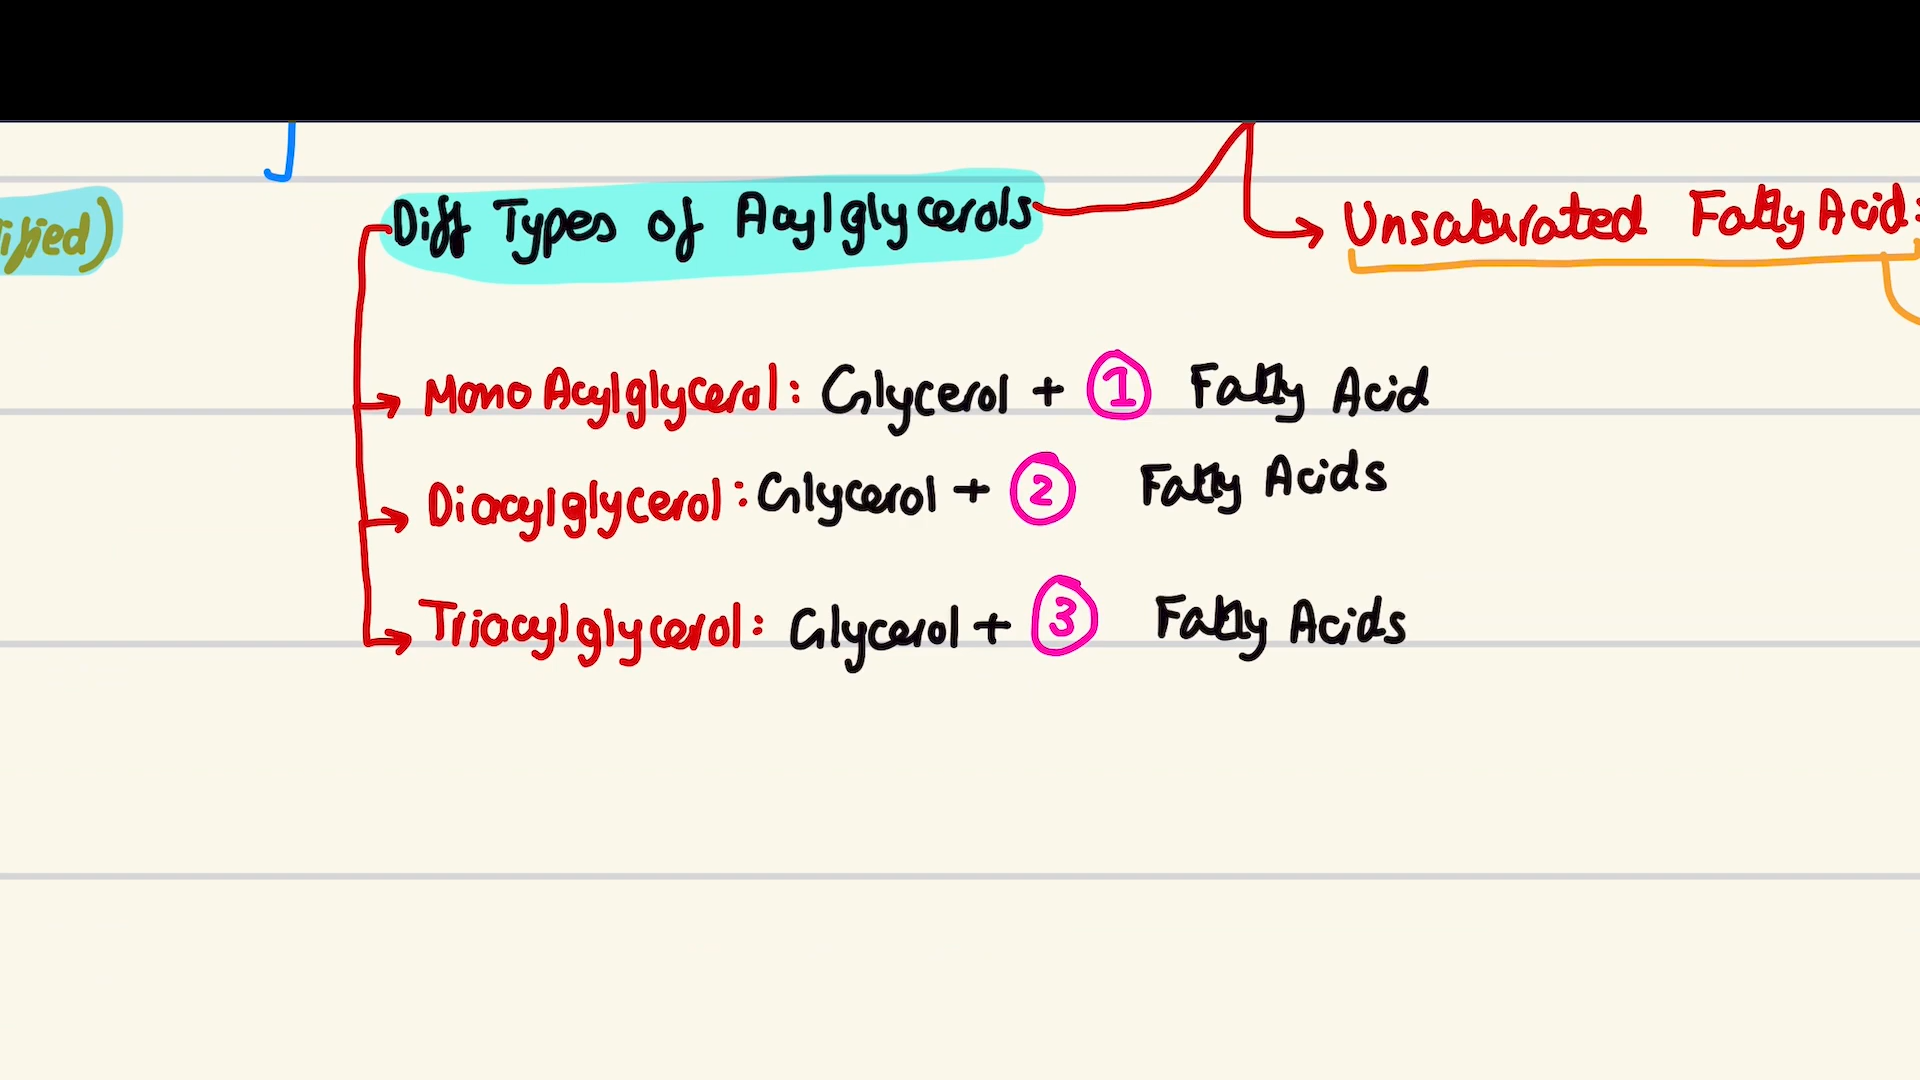 ified)
Diff Types of Acylglycerols
Unsaturated Fatty Acid:
Mono Acylglycerol: Glycerol + 1 Fatty Acid
Diacylglycerol: Glycerol + 2 Fatty Acids
Triacylglycerol: Glycerol + 3 Fatty Acids